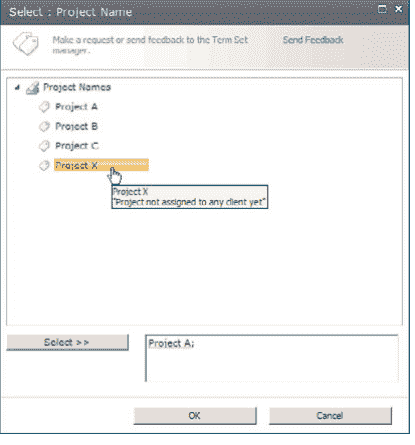 Select : Project Name
Make a request or send feedback to the Term Set
manager.
Send Feedback
Project Names
Project A
Project B
Project C
Project X
Project X
"Project not assigned to any client yet"
Select >>
Project A;
OK
Cancel